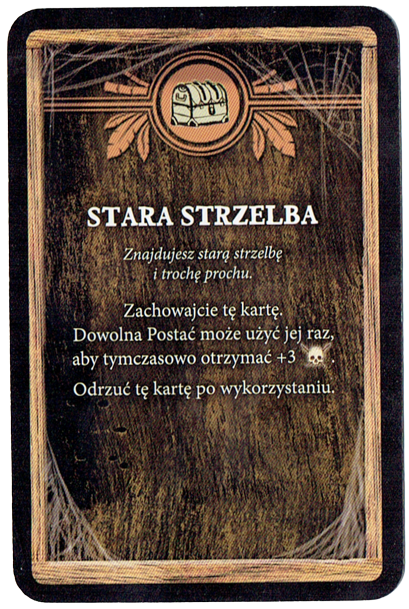 STARA STRZELBA
Znajdujesz starą strzelbę
i trochę prochu.
Zachowajcie tę kartę.
Dowolna Postać może użyć jej raz,
aby tymczasowo otrzymać +3 .
Odrzuć tę kartę po wykorzystaniu.